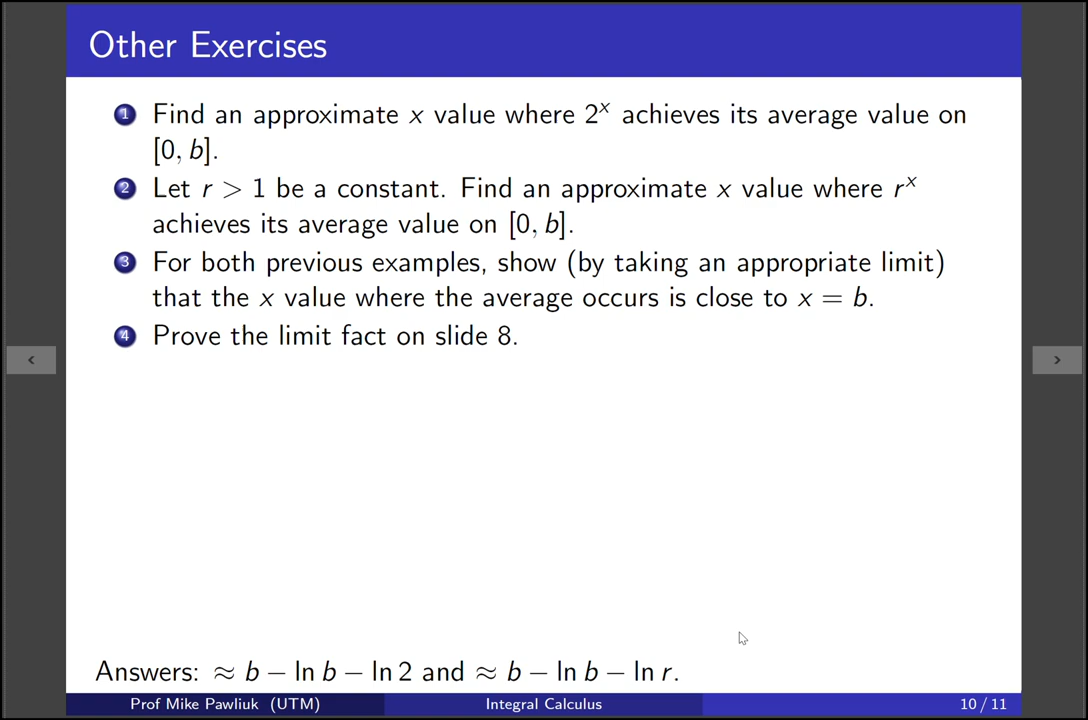 Other Exercises
1 Find an approximate x value where 2^x achieves its average value on
[0, b].
2 Let r > 1 be a constant. Find an approximate x value where r^x
achieves its average value on [0, b].
3 For both previous examples, show (by taking an appropriate limit)
that the x value where the average occurs is close to x = b.
4 Prove the limit fact on slide 8.
Answers: ≈ b − ln b − ln 2 and ≈ b − ln b − ln r.
Prof Mike Pawliuk (UTM) Integral Calculus 10 / 11